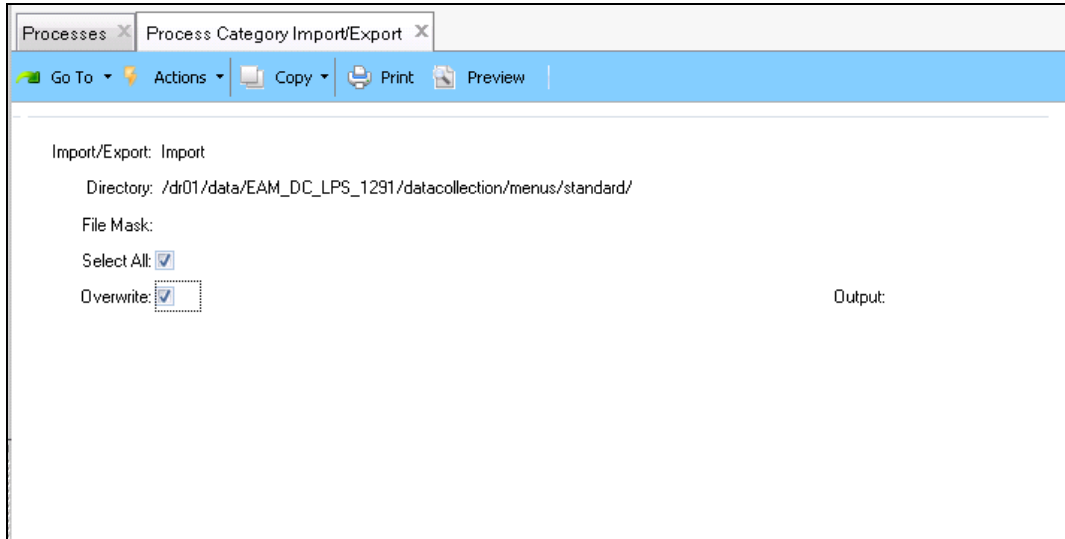 Processes Process Category Import/Export
Go To Actions Copy Print Preview
Import/Export: Import
Directory: /dr01/data/EAM_DC_LPS_1291/datacollection/menus/standard/
File Mask:
Select All:
Overwrite: Output: